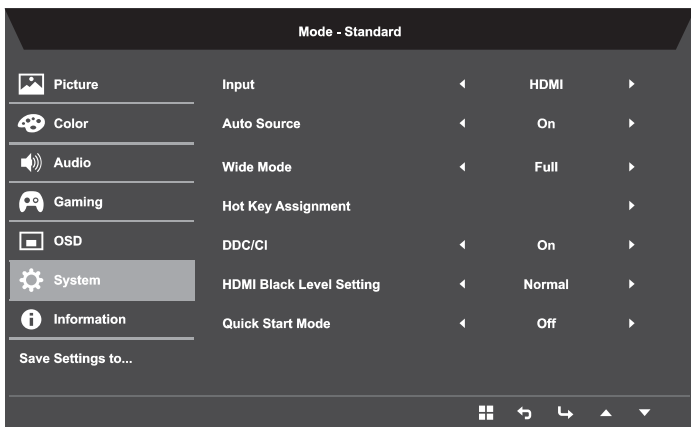 Mode - Standard
Picture
Input HDMI
Color
Auto Source On
Audio
Wide Mode Full
Gaming
Hot Key Assignment
OSD
DDC/CI On
System
HDMI Black Level Setting Normal
Information
Quick Start Mode Off
Save Settings to...